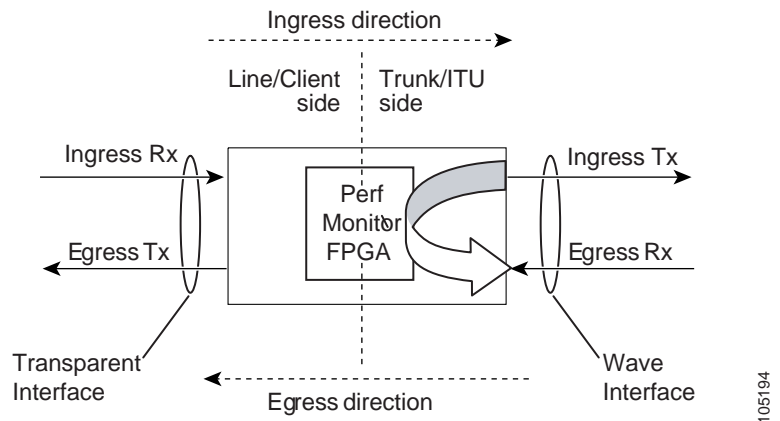 Ingress direction
Line/Client
side
Trunk/ITU
side
Ingress Rx
Ingress Tx
Perf
Monitor
FPGA
Egress Tx
Egress Rx
Transparent
Interface
Wave
Interface
Egress direction
105194